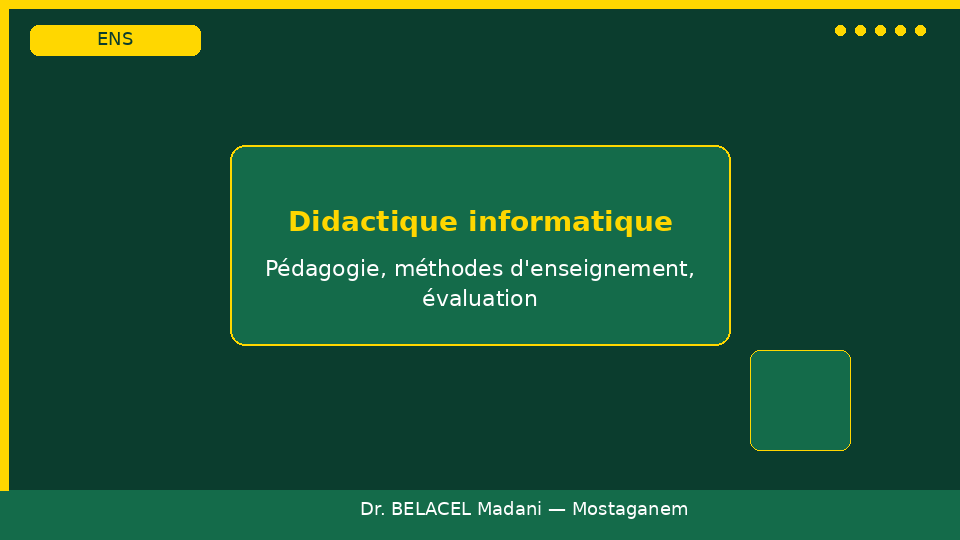 ENS
Didactique informatique
Pédagogie, méthodes d'enseignement,
évaluation
Dr. BELACEL Madani — Mostaganem